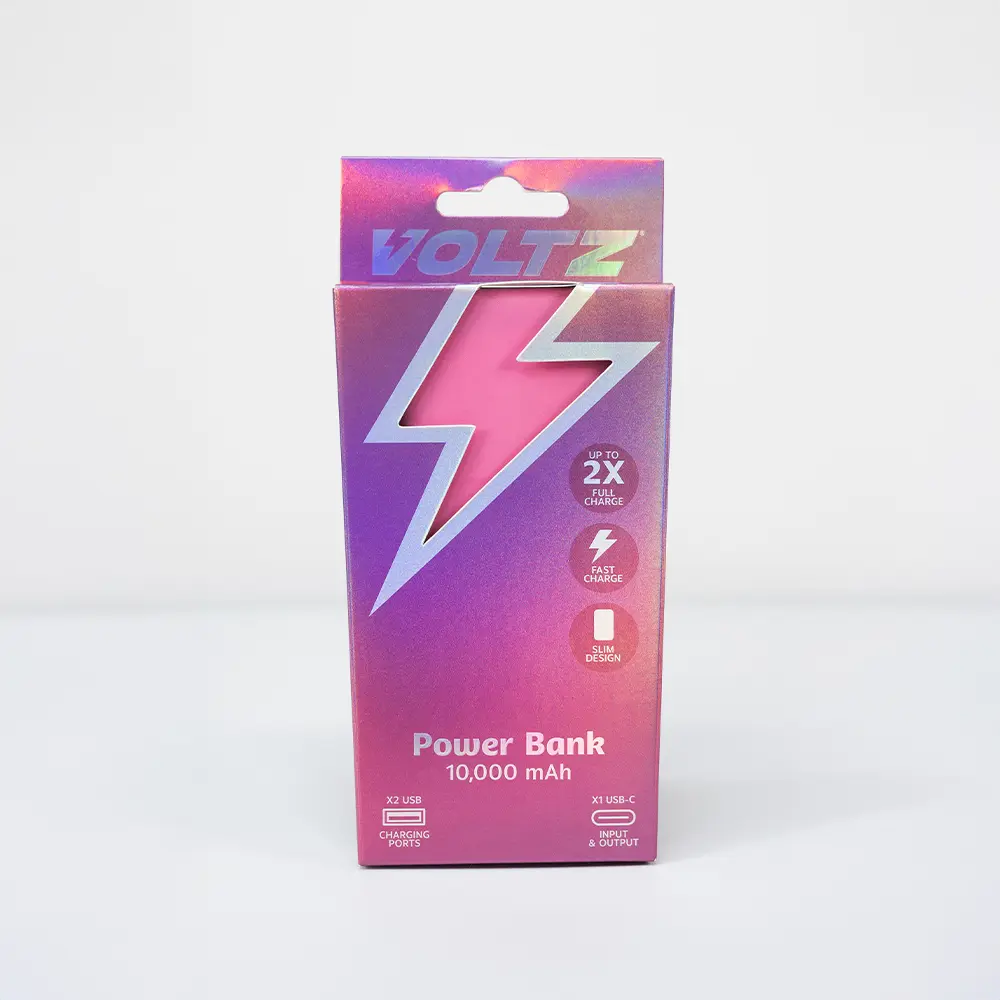 VOLTZ
UP TO
2X
FULL
CHARGE
FAST
CHARGE
SLIM
DESIGN
Power Bank
10,000 mAh
X2 USB
CHARGING
PORTS
X1 USB-C
INPUT
& OUTPUT